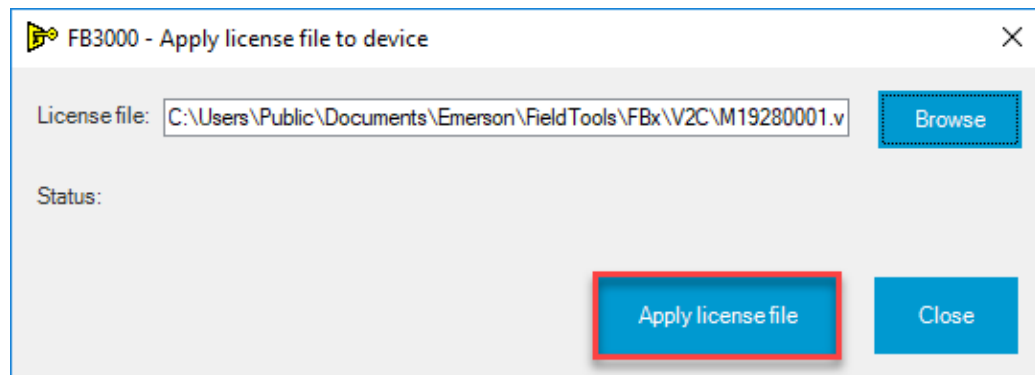 FB3000 - Apply license file to device
License file: C:\Users\Public\Documents\Emerson\FieldTools\FBx\V2C\M19280001.v Browse
Status:
Apply license file Close